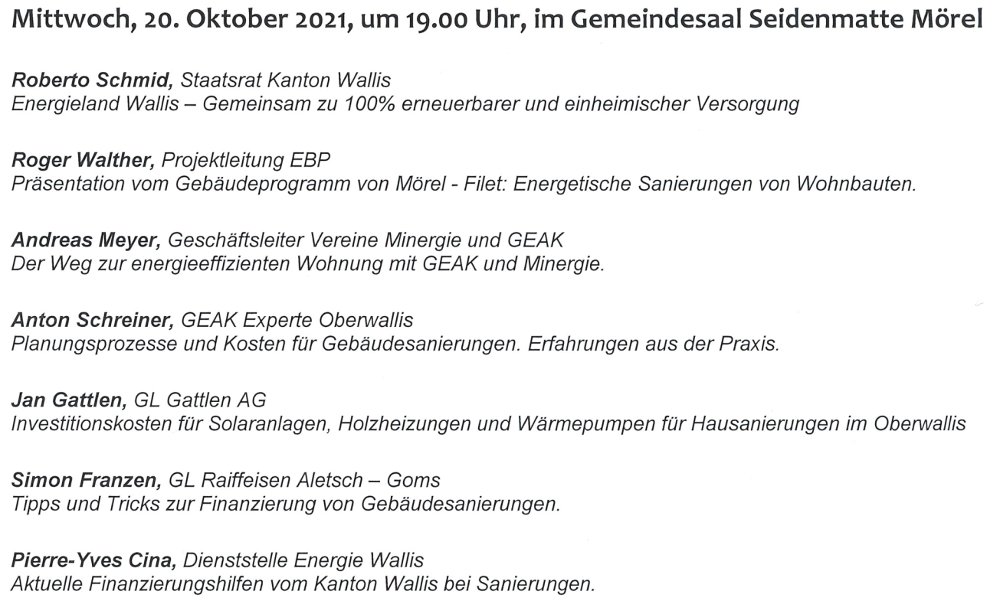 Mittwoch, 20. Oktober 2021, um 19.00 Uhr, im Gemeindesaal Seidenmatte Mörel
Roberto Schmid, Staatsrat Kanton Wallis
Energieland Wallis – Gemeinsam zu 100% erneuerbarer und einheimischer Versorgung
Roger Walther, Projektleitung EBP
Präsentation vom Gebäudeprogramm von Mörel - Filet: Energetische Sanierungen von Wohnbauten.
Andreas Meyer, Geschäftsleiter Vereine Minergie und GEAK
Der Weg zur energieeffizienten Wohnung mit GEAK und Minergie.
Anton Schreiner, GEAK Experte Oberwallis
Planungsprozesse und Kosten für Gebäudesanierungen. Erfahrungen aus der Praxis.
Jan Gattlen, GL Gattlen AG
Investitionskosten für Solaranlagen, Holzheizungen und Wärmepumpen für Hausanierungen im Oberwallis
Simon Franzen, GL Raiffeisen Aletsch – Goms
Tipps und Tricks zur Finanzierung von Gebäudesanierungen.
Pierre-Yves Cina, Dienststelle Energie Wallis
Aktuelle Finanzierungshilfen vom Kanton Wallis bei Sanierungen.